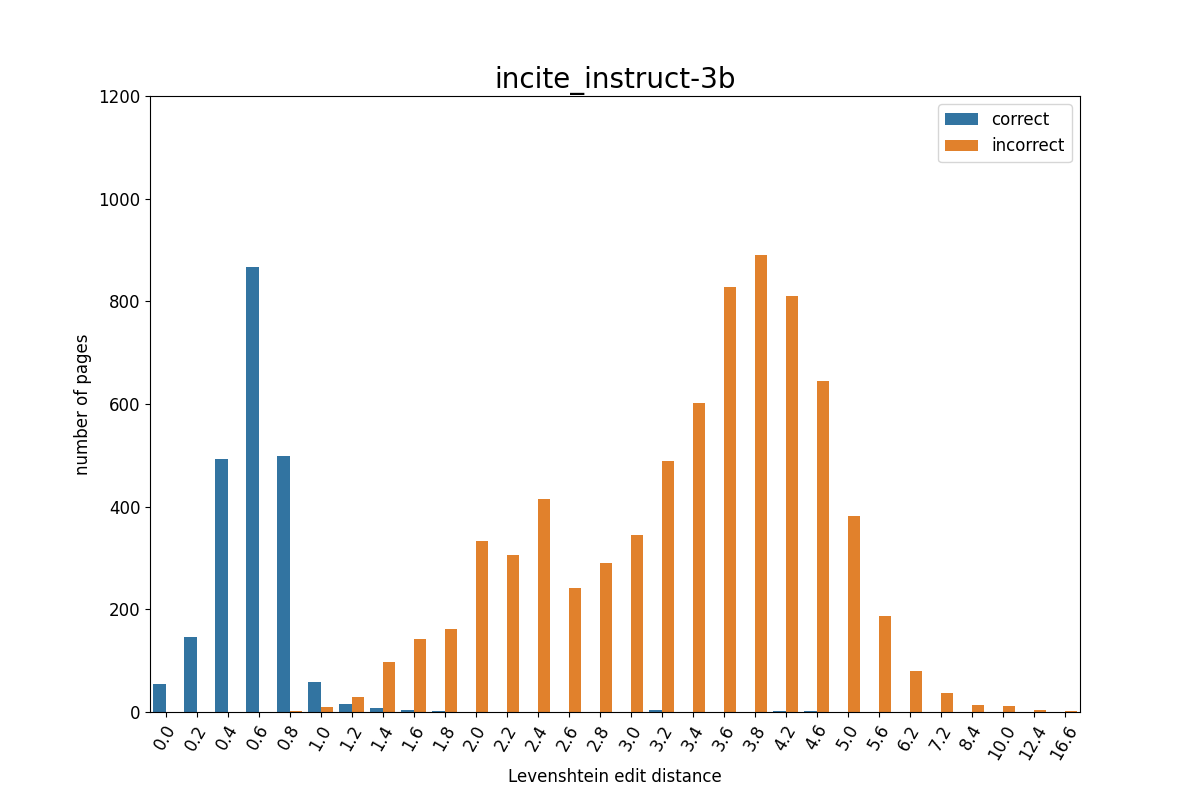 incite_instruct-3b
correct
incorrect
1200
1000
800
600
400
200
0
number of pages
0.0 0.2 0.4 0.6 0.8 1.0 1.2 1.4 1.6 1.8 2.0 2.2 2.4 2.6 2.8 3.0 3.2 3.4 3.6 3.8 4.2 4.6 5.0 5.6 6.2 7.2 8.4 10.0 12.4 16.6
Levenshtein edit distance